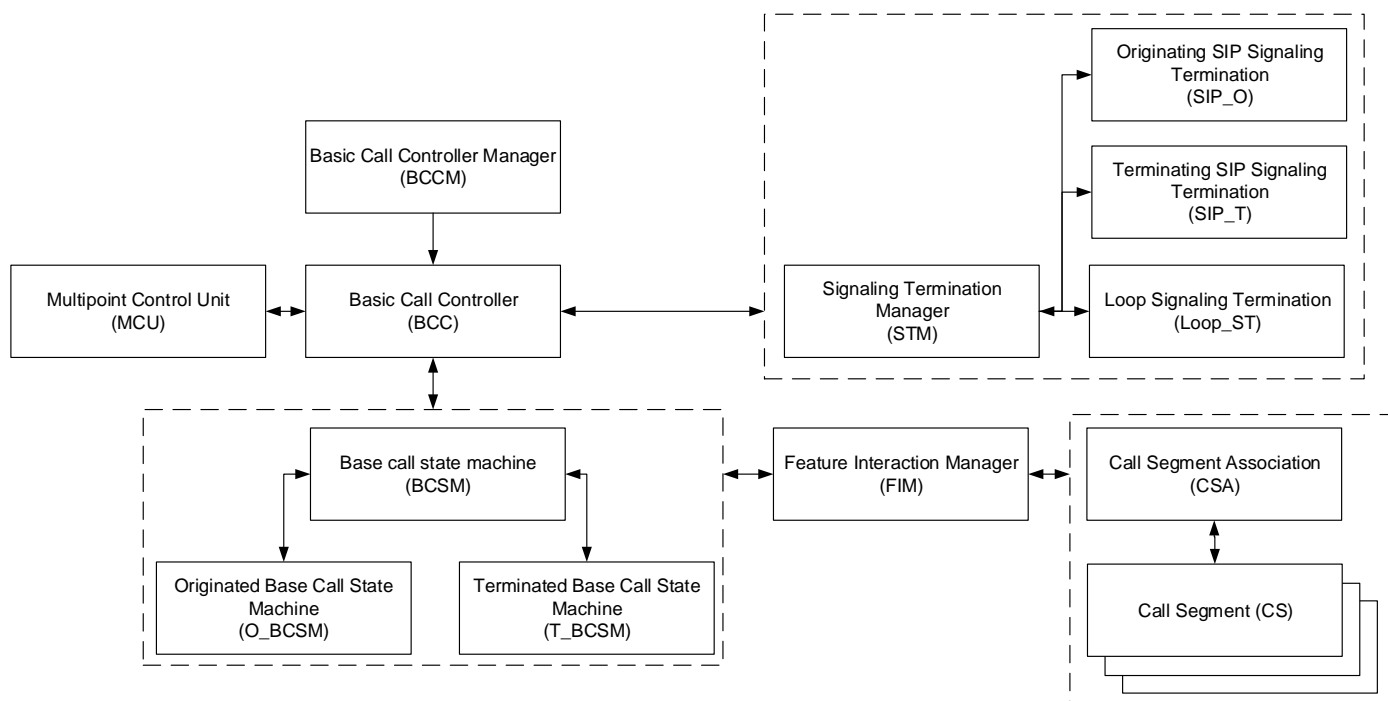 Originating SIP Signaling
Termination
(SIP_O)
Basic Call Controller Manager
(BCCM)
Terminating SIP Signaling
Termination
(SIP_T)
Multipoint Control Unit
(MCU)
Basic Call Controller
(BCC)
Signaling Termination
Manager
(STM)
Loop Signaling Termination
(Loop_ST)
Base call state machine
(BCSM)
Feature Interaction Manager
(FIM)
Call Segment Association
(CSA)
Originated Base Call State
Machine
(O_BCSM)
Terminated Base Call State
Machine
(T_BCSM)
Call Segment (CS)